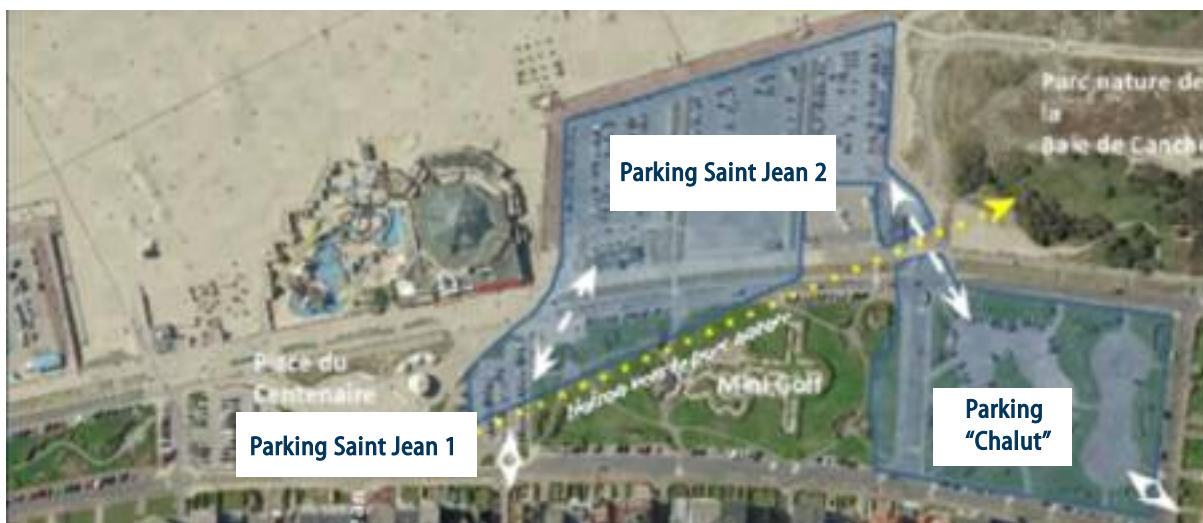 Parc nature de
la
Baie de Canche
Parking Saint Jean 2
Place du
Centenaire
Mini Golf
Parking Saint Jean 1
Parking
“Chalut”